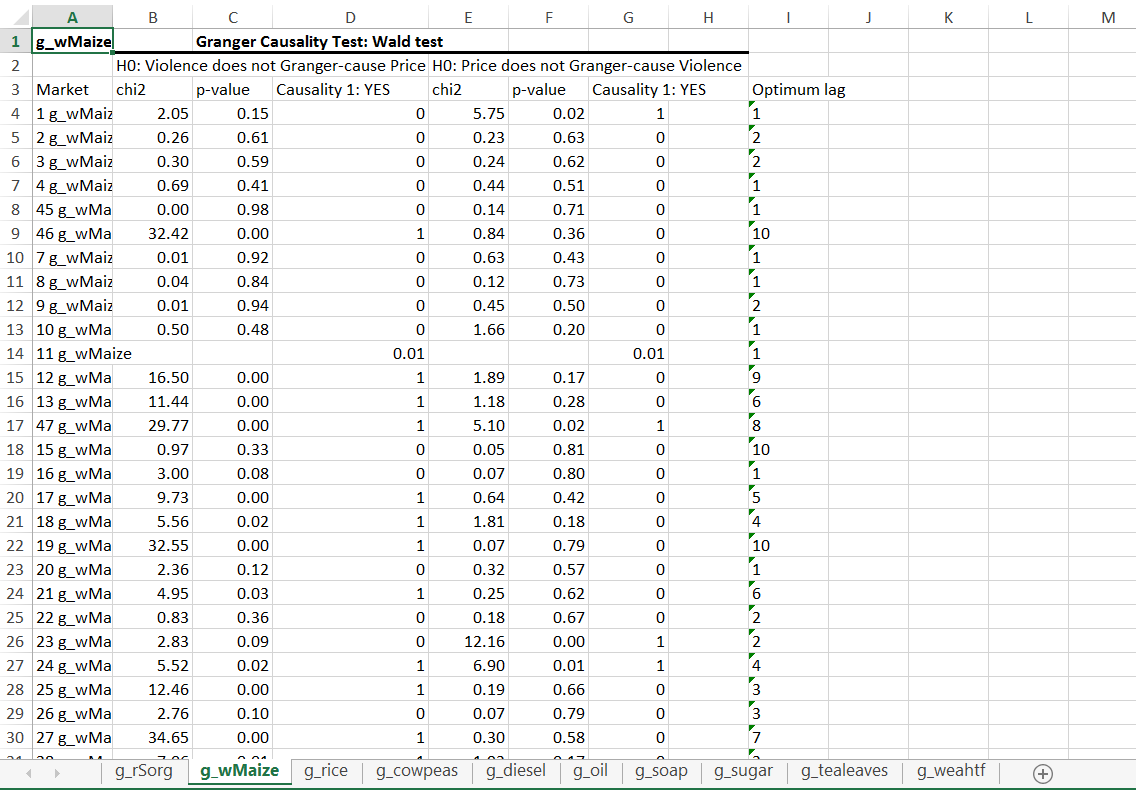 A B C D E F G H I J K L M
1 g_wMaize Granger Causality Test: Wald test
2 H0: Violence does not Granger-cause Price H0: Price does not Granger-cause Violence
3 Market chi2 p-value Causality 1: YES chi2 p-value Causality 1: YES Optimum lag
4 1 g_wMaiz 2.05 0.15 0 5.75 0.02 1 1
5 2 g_wMaiz 0.26 0.61 0 0.23 0.63 0 2
6 3 g_wMaiz 0.30 0.59 0 0.24 0.62 0 2
7 4 g_wMaiz 0.69 0.41 0 0.44 0.51 0 1
8 45 g_wMa 0.00 0.98 0 0.14 0.71 0 1
9 46 g_wMa 32.42 0.00 1 0.84 0.36 0 10
10 7 g_wMaiz 0.01 0.92 0 0.63 0.43 0 1
11 8 g_wMaiz 0.04 0.84 0 0.12 0.73 0 1
12 9 g_wMaiz 0.01 0.94 0 0.45 0.50 0 2
13 10 g_wMa 0.50 0.48 0 1.66 0.20 0 1
14 11 g_wMaize 0.01 0.01 1
15 12 g_wMa 16.50 0.00 1 1.89 0.17 0 9
16 13 g_wMa 11.44 0.00 1 1.18 0.28 0 6
17 47 g_wMa 29.77 0.00 1 5.10 0.02 1 8
18 15 g_wMa 0.97 0.33 0 0.05 0.81 0 10
19 16 g_wMa 3.00 0.08 0 0.07 0.80 0 1
20 17 g_wMa 9.73 0.00 1 0.64 0.42 0 5
21 18 g_wMa 5.56 0.02 1 1.81 0.18 0 4
22 19 g_wMa 32.55 0.00 1 0.07 0.79 0 10
23 20 g_wMa 2.36 0.12 0 0.32 0.57 0 1
24 21 g_wMa 4.95 0.03 1 0.25 0.62 0 6
25 22 g_wMa 0.83 0.36 0 0.18 0.67 0 2
26 23 g_wMa 2.83 0.09 0 12.16 0.00 1 2
27 24 g_wMa 5.52 0.02 1 6.90 0.01 1 4
28 25 g_wMa 12.46 0.00 1 0.19 0.66 0 3
29 26 g_wMa 2.76 0.10 0 0.07 0.79 0 3
30 27 g_wMa 34.65 0.00 1 0.30 0.58 0 7
g_rSorg g_wMaize g_rice g_cowpeas g_diesel g_oil g_soap g_sugar g_tealeaves g_weahtf